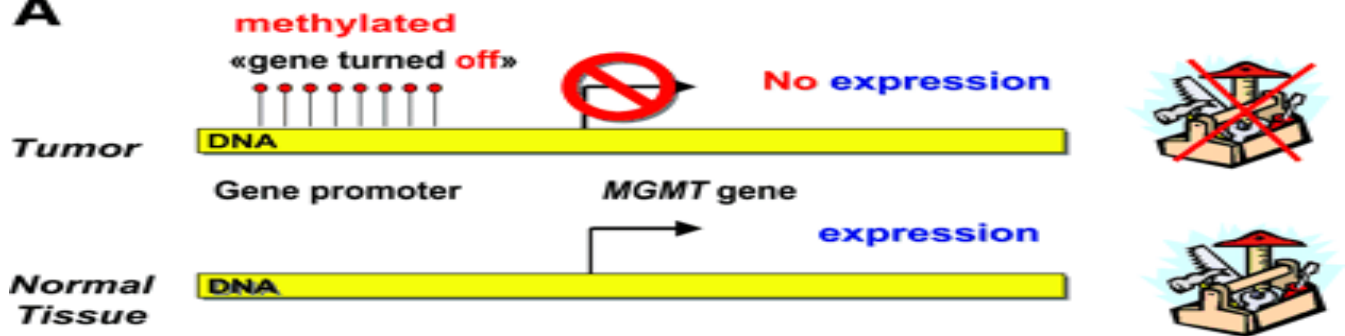 A
methylated
«gene turned off»
No expression
Tumor
DNA
Gene promoter
MGMT gene
expression
Normal
Tissue
DNA